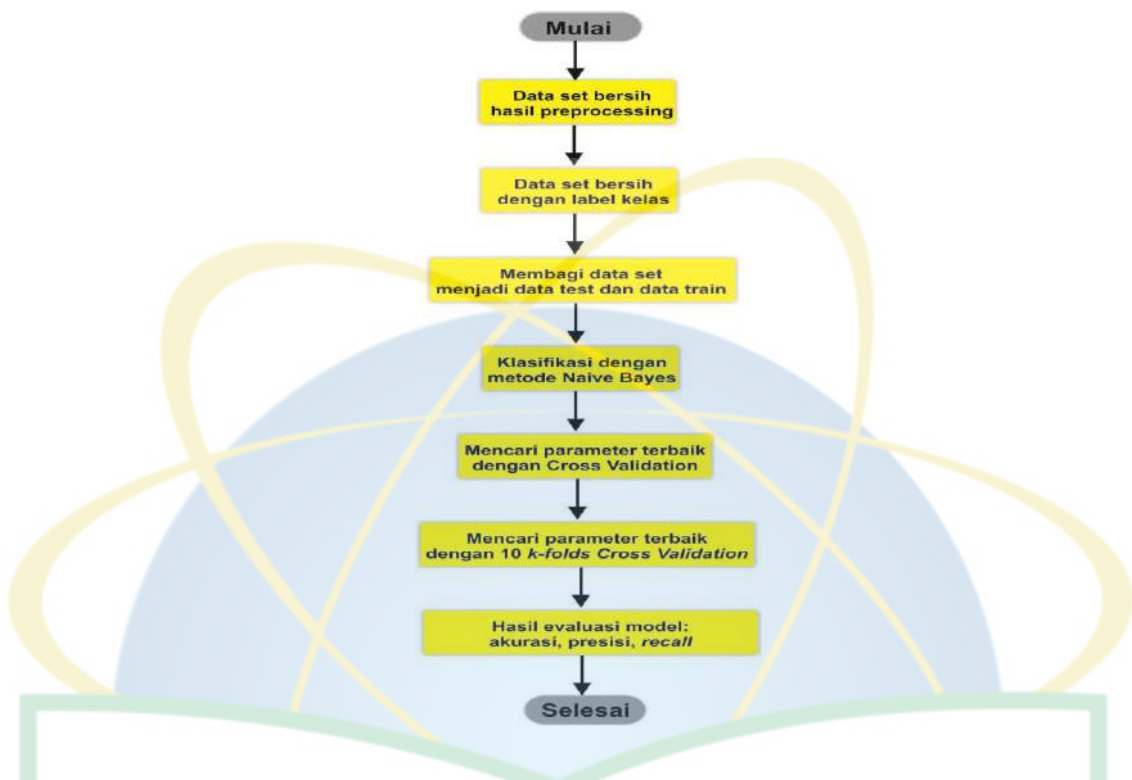 Mulai
Data set bersih
hasil preprocessing
Data set bersih
dengan label kelas
Membagi data set
menjadi data test dan data train
Klasifikasi dengan
metode Naive Bayes
Mencari parameter terbaik
dengan Cross Validation
Mencari parameter terbaik
dengan 10 k-folds Cross Validation
Hasil evaluasi model:
akurasi, presisi, recall
Selesai